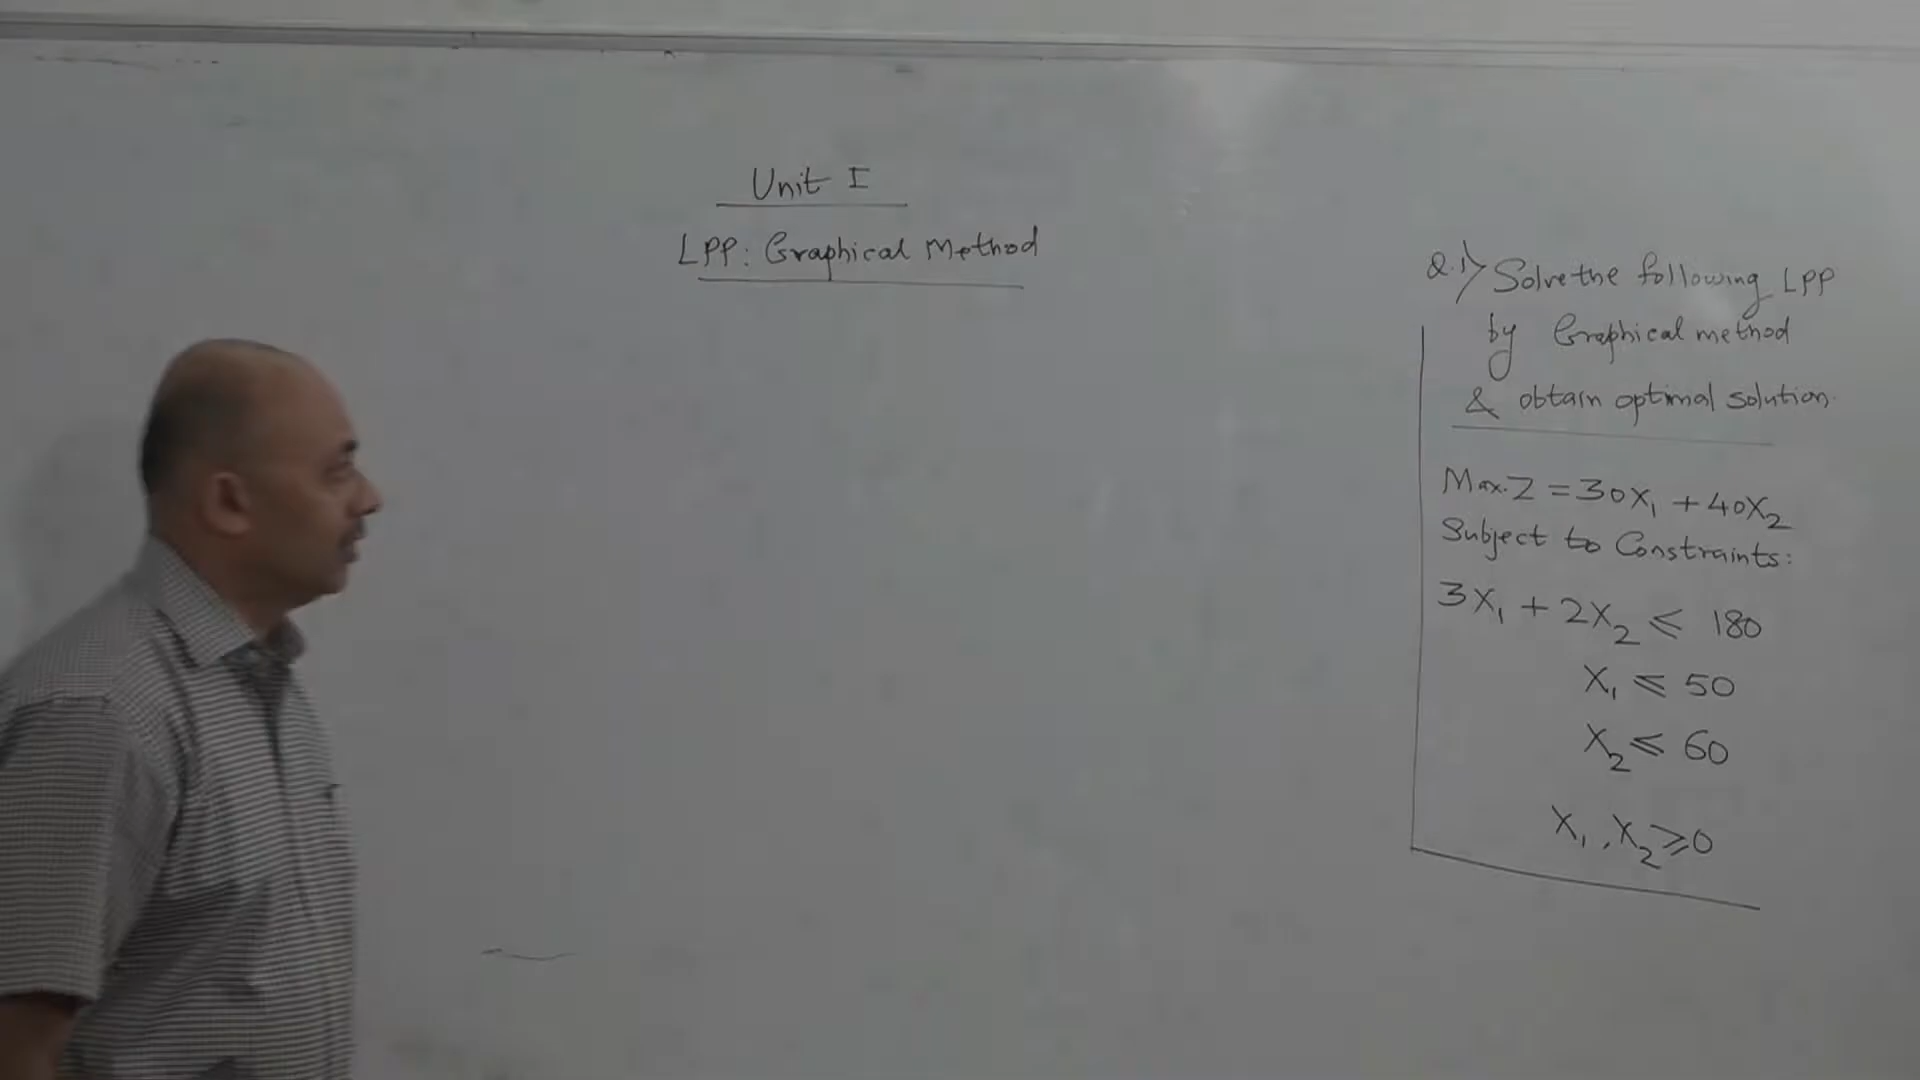 Unit I
LPP: Graphical Method
Q.1) Solve the following LPP
by Graphical method
& obtain optimal solution.
Max. Z = 30X₁ + 40X₂
Subject to Constraints:
3X₁ + 2X₂ ≤ 180
X₁ ≤ 50
X₂ ≤ 60
X₁, X₂ ≥ 0